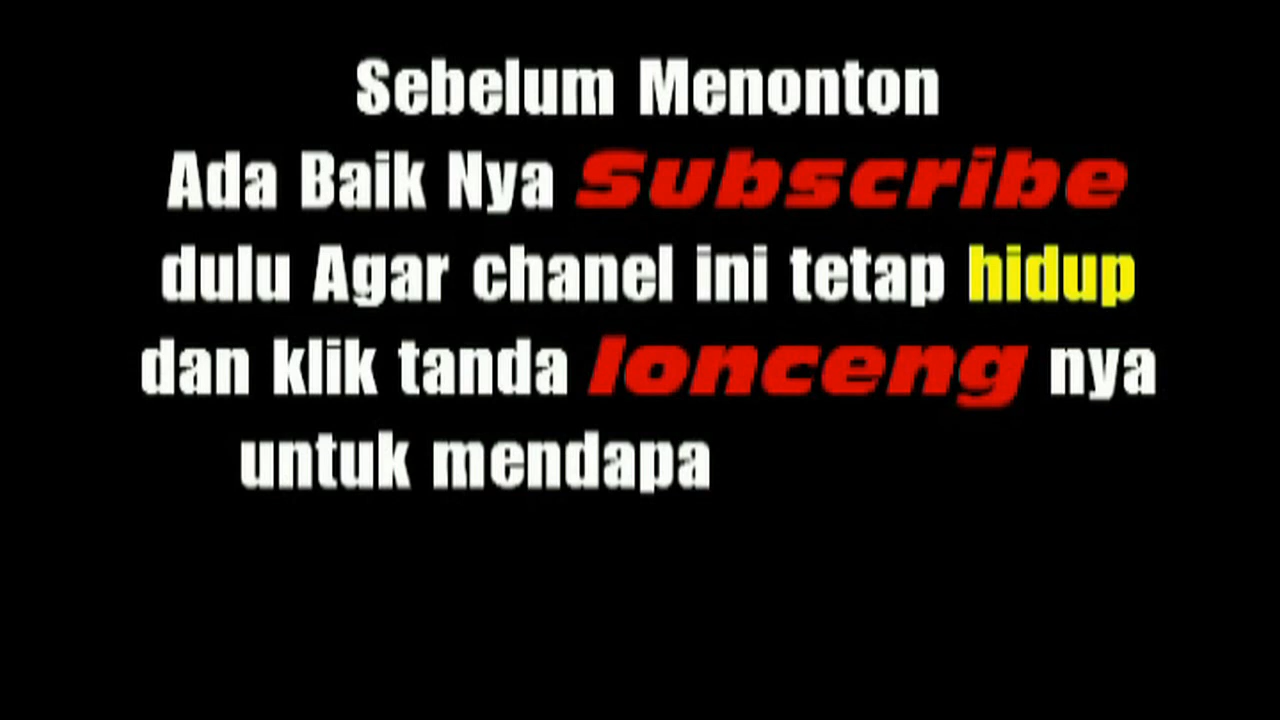 Sebelum Menonton
Ada Baik Nya Subscribe
dulu Agar chanel ini tetap hidup
dan klik tanda lonceng nya
untuk mendapa